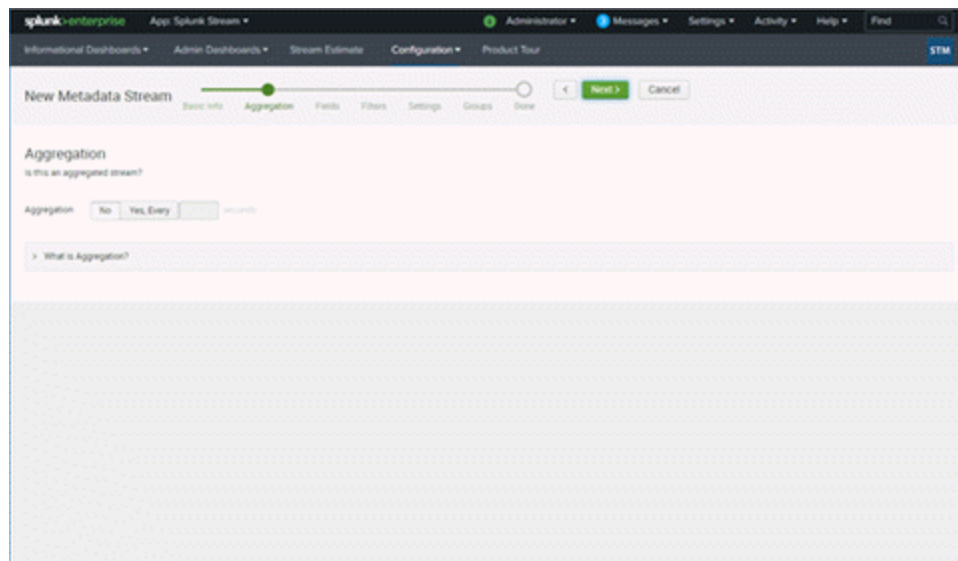 splunk>enterprise App: Splunk Stream Administrator 3 Messages Settings Activity Help Find
Informational Dashboards Admin Dashboards Stream Estimate Configuration Product Tour STM
New Metadata Stream < Next > Cancel
Basic Info Aggregation Fields Filters Settings Groups Done
Aggregation
Is this an aggregated stream?
Aggregation No Yes, Every seconds
> What is Aggregation?